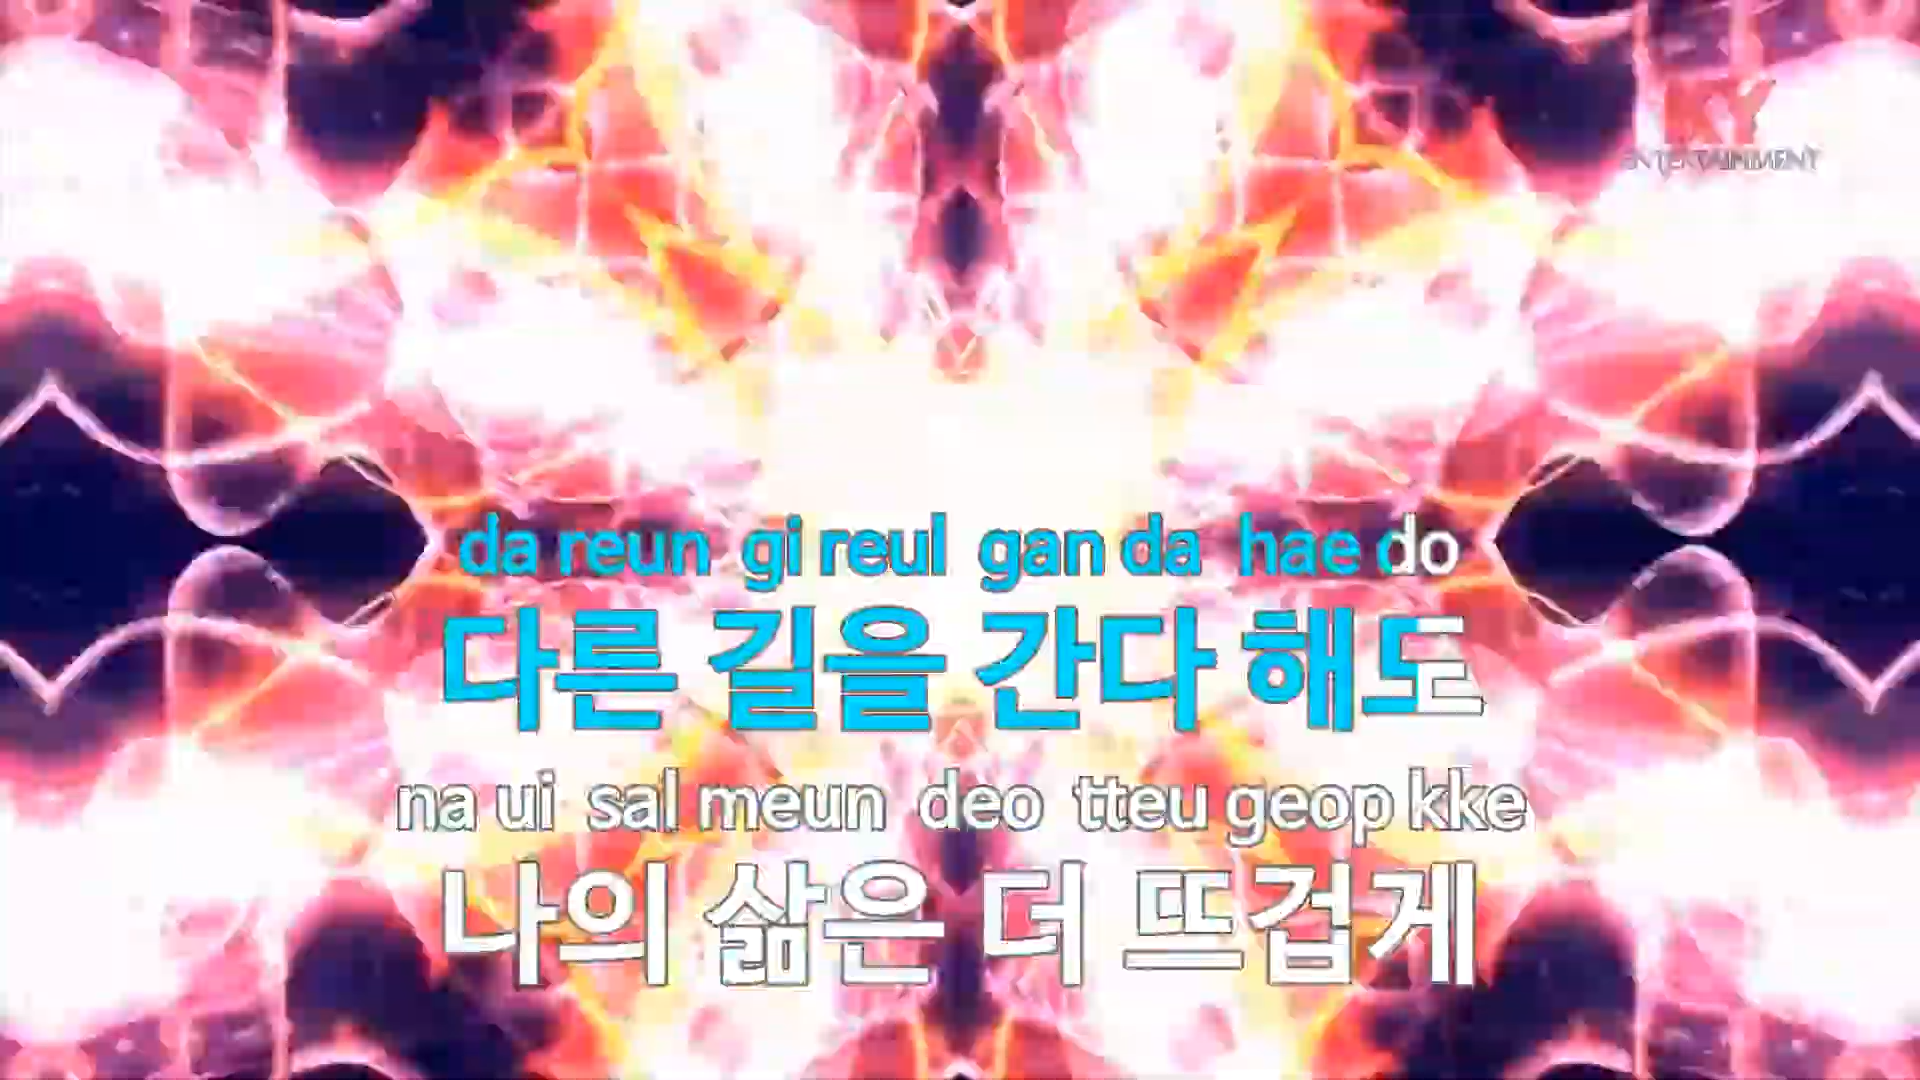 KY
ENTERTAINMENT
da reun gi reul gan da hae do
다른 길을 간다 해도
na ui sal meun deo tteu geop kke
나의 삶은 더 뜨겁게